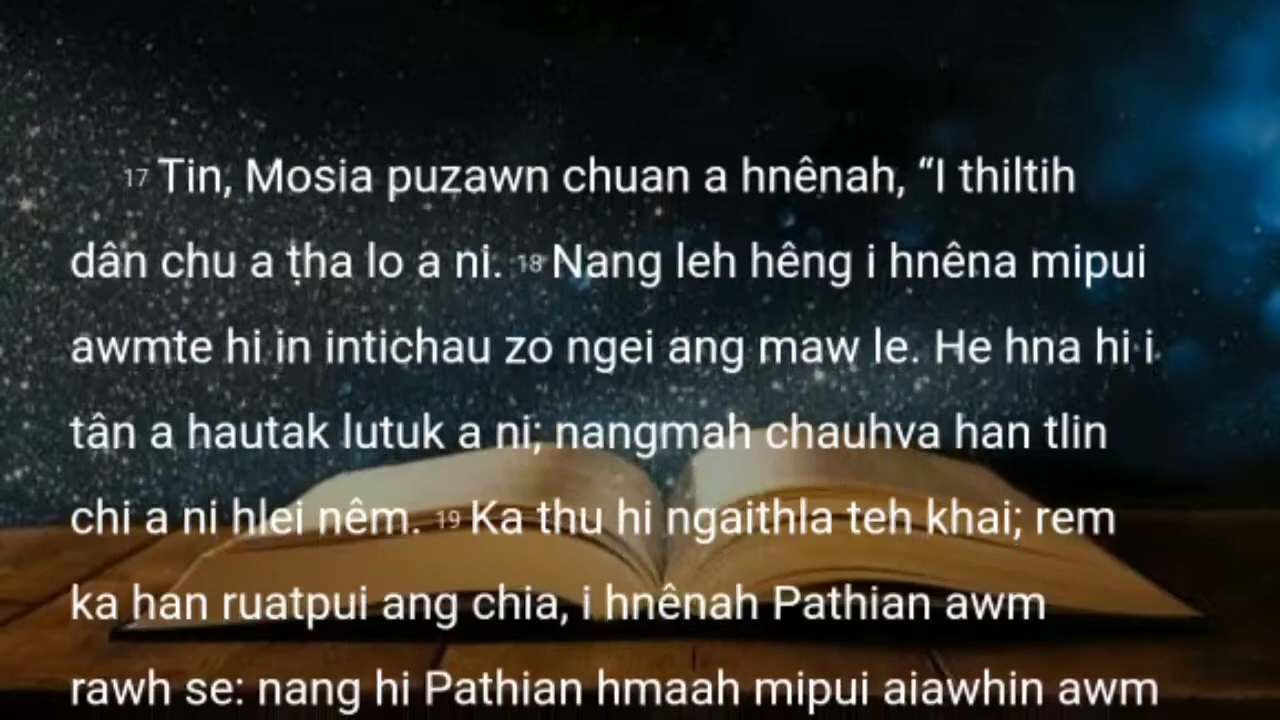 17 Tin, Mosia puzawn chuan a hnênah, “I thiltih
dân chu a ṭha lo a ni. 18 Nang leh hêng i hnêna mipui
awmte hi in intichau zo ngei ang maw le. He hna hi i
tân a hautak lutuk a ni; nangmah chauhva han tlin
chi a ni hlei nêm. 19 Ka thu hi ngaithla teh khai; rem
ka han ruatpui ang chia, i hnênah Pathian awm
rawh se: nang hi Pathian hmaah mipui aiawhin awm